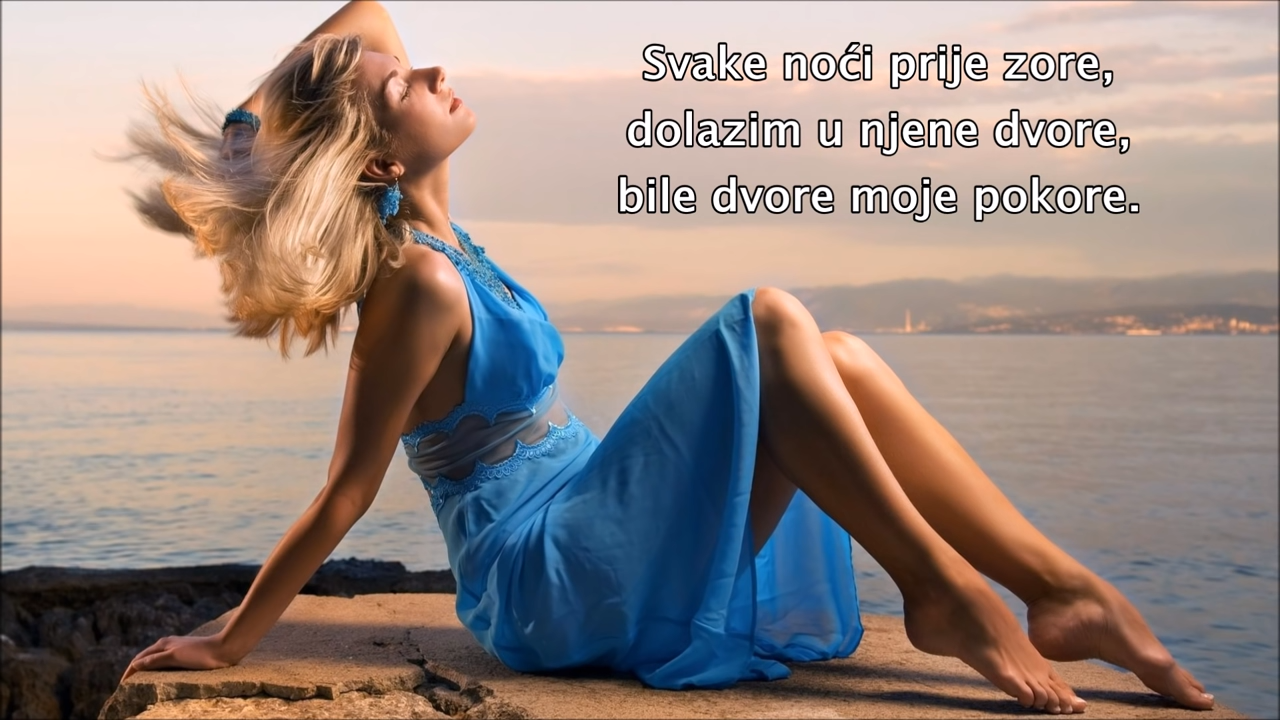 Svake noći prije zore,
dolazim u njene dvore,
bile dvore moje pokore.